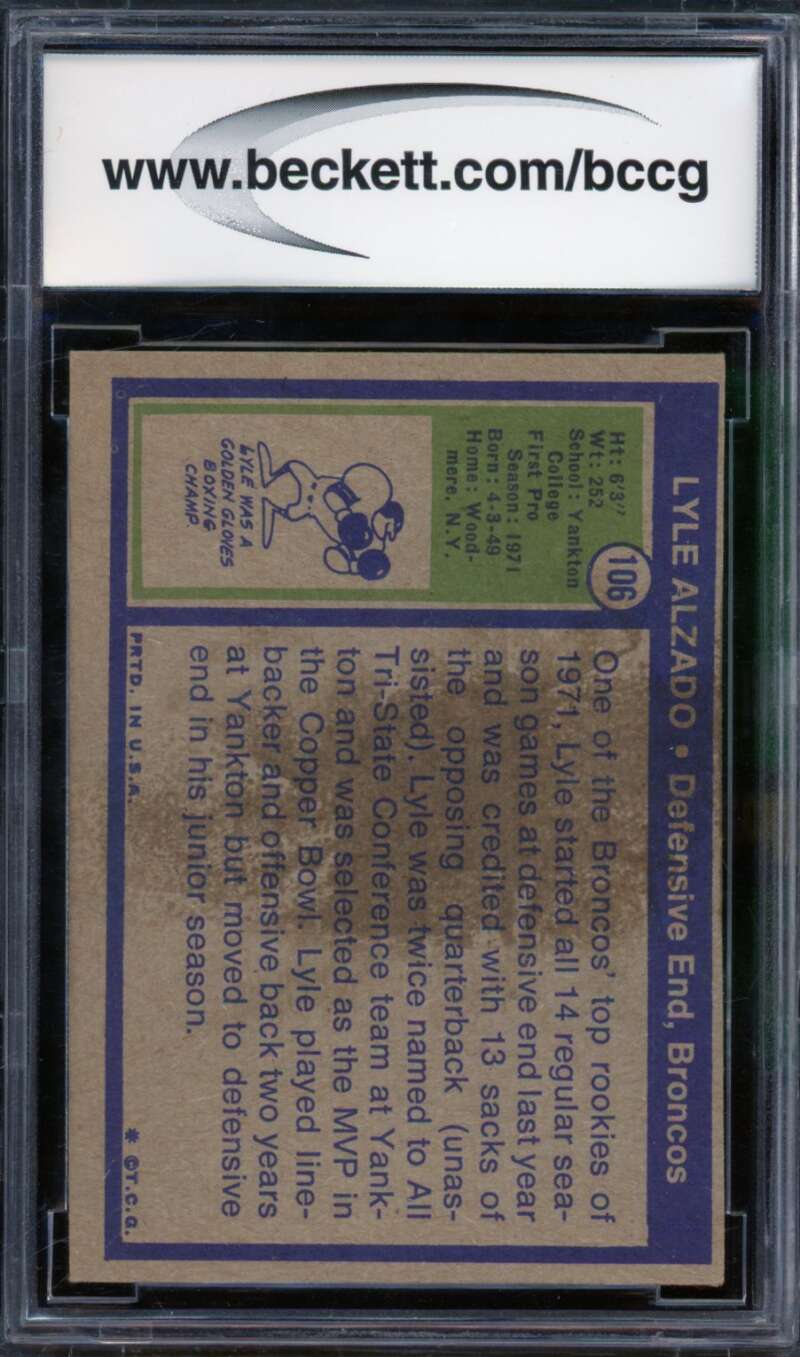 www.beckett.com/bccg
LYLE ALZADO • Defensive End, Broncos
106
Ht: 6'3"
Wt: 252
School: Yankton
College
First Pro
Season: 1971
Born: 4-3-49
Home: Wood-
mere, N.Y.
LYLE WAS A
GOLDEN GLOVES
BOXING
CHAMP.
One of the Broncos' top rookies of
1971, Lyle started all 14 regular sea-
son games at defensive end last year
and was credited with 13 sacks of
the opposing quarterback (unas-
sisted). Lyle was twice named to All
Tri-State Conference team at Yank-
ton and was selected as the MVP in
the Copper Bowl. Lyle played line-
backer and offensive back two years
at Yankton but moved to defensive
end in his junior season.
PRTD. IN U.S.A.
* ©T.C.G.